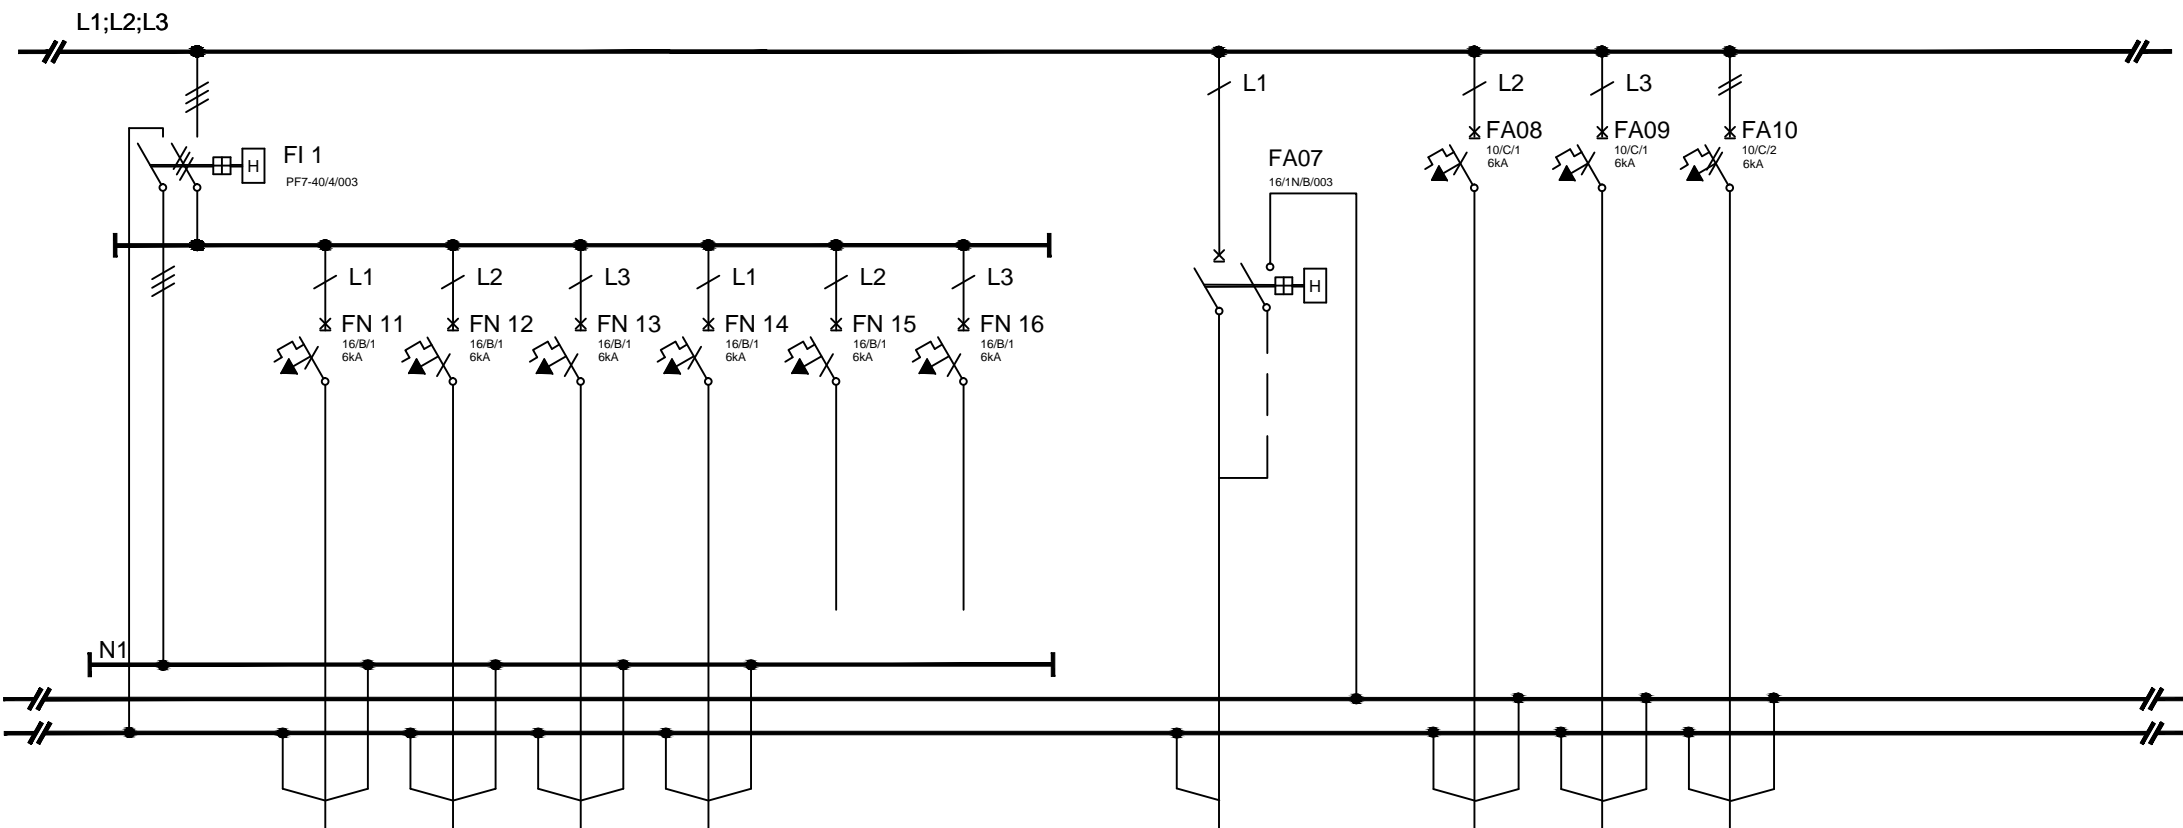 L1;L2;L3
L1
L2
L3
FI 1
PF7-40/4/003
H
FA07
16/1N/B/003
FA08
10/C/1
6kA
FA09
10/C/1
6kA
FA10
10/C/2
6kA
L1
L2
L3
L1
L2
L3
H
FN 11
16/B/1
6kA
FN 12
16/B/1
6kA
FN 13
16/B/1
6kA
FN 14
16/B/1
6kA
FN 15
16/B/1
6kA
FN 16
16/B/1
6kA
N1